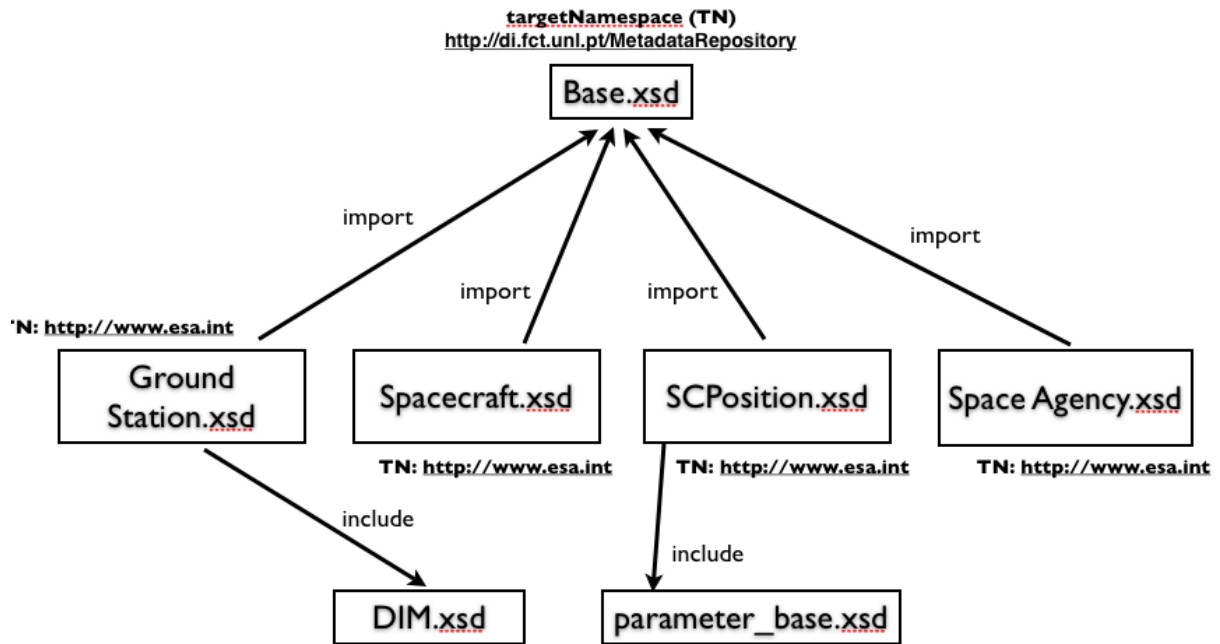 targetNamespace (TN)
http://di.fct.unl.pt/MetadataRepository
Base.xsd
import
import
import
import
'N: http://www.esa.int
Ground
Station.xsd
Spacecraft.xsd
SCPosition.xsd
Space Agency.xsd
TN: http://www.esa.int
TN: http://www.esa.int
TN: http://www.esa.int
include
include
DIM.xsd
parameter_base.xsd